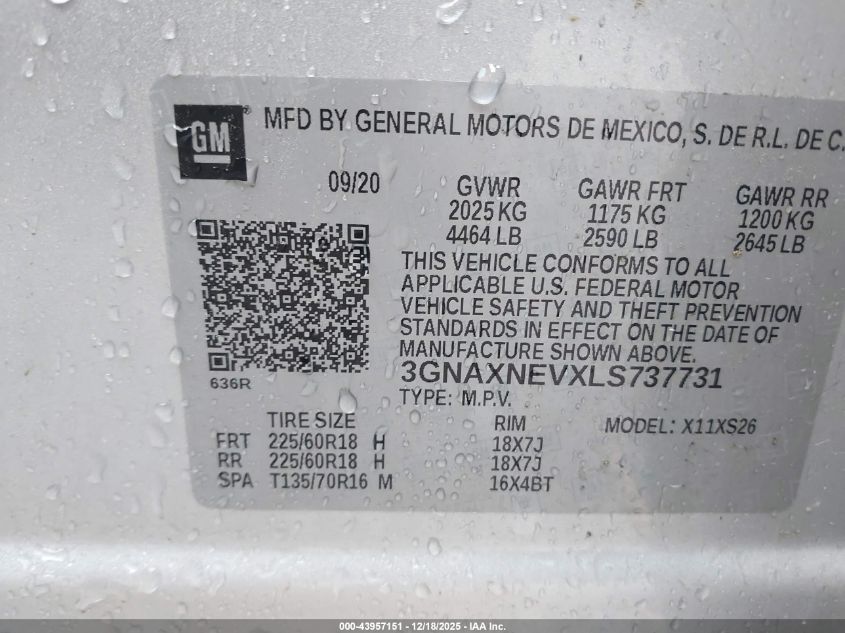 GM ® MFD BY GENERAL MOTORS DE MEXICO, S. DE R.L. DE C.
09/20 GVWR GAWR FRT GAWR RR
2025 KG 1175 KG 1200 KG
4464 LB 2590 LB 2645 LB
THIS VEHICLE CONFORMS TO ALL
APPLICABLE U.S. FEDERAL MOTOR
VEHICLE SAFETY AND THEFT PREVENTION
STANDARDS IN EFFECT ON THE DATE OF
MANUFACTURE SHOWN ABOVE.
636R 3GNAXNEVXLS737731
TYPE: M.P.V.
TIRE SIZE RIM MODEL: X11XS26
FRT 225/60R18 H 18X7J
RR 225/60R18 H 18X7J
SPA T135/70R16 M 16X4BT
000-43957151 - 12/18/2025 - IAA Inc.